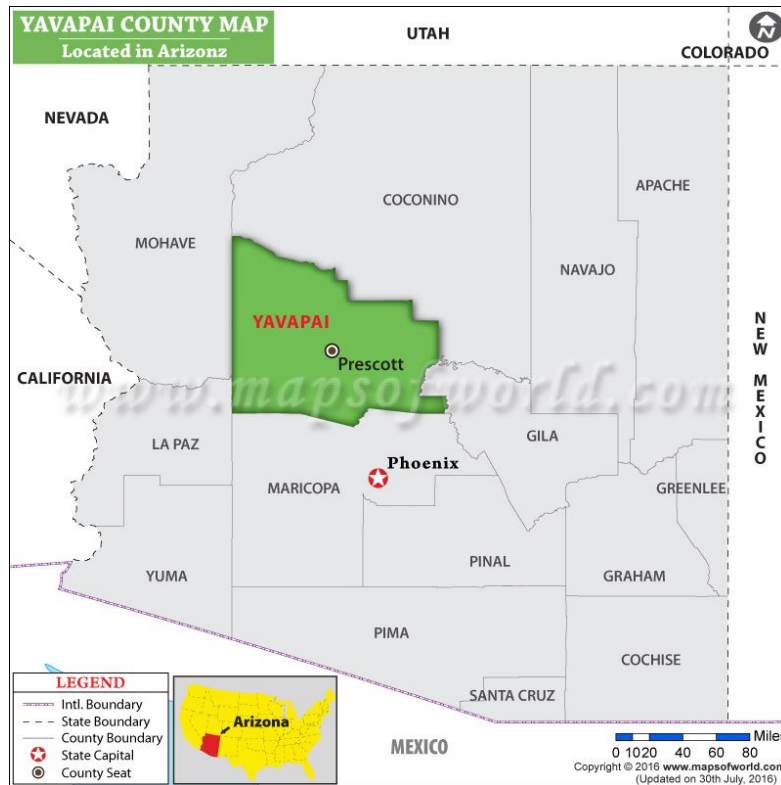 YAVAPAI COUNTY MAP
Located in Arizonz
N
UTAH
COLORADO
NEVADA
APACHE
COCONINO
MOHAVE
NAVAJO
YAVAPAI
Prescott
NEW MEXICO
CALIFORNIA
www.mapsofworld.com
LA PAZ
GILA
Phoenix
MARICOPA
GREENLEE
PINAL
YUMA
GRAHAM
PIMA
COCHISE
SANTA CRUZ
MEXICO
LEGEND
Intl. Boundary
State Boundary
County Boundary
State Capital
County Seat
Arizona
Miles
0 10 20 40 60 80
Copyright © 2016 www.mapsofworld.com
(Updated on 30th July, 2016)